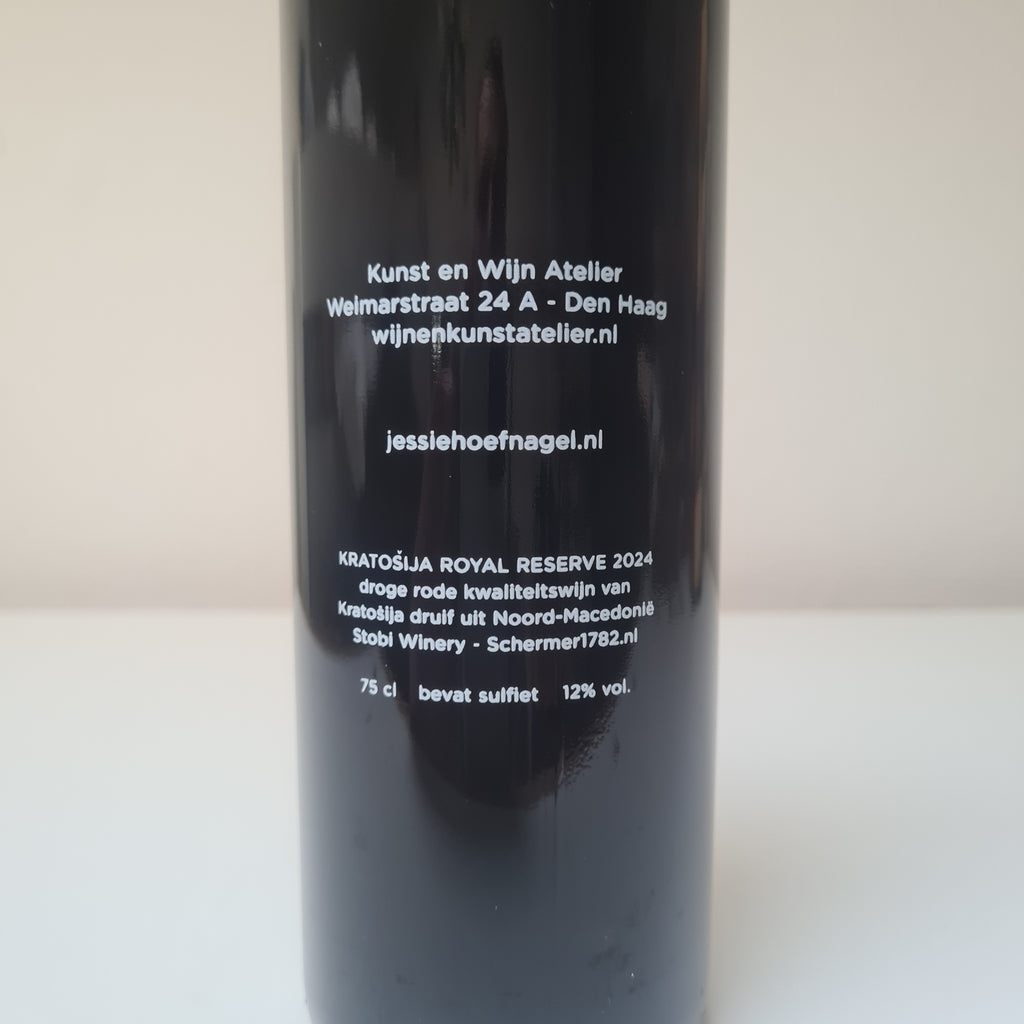 Kunst en Wijn Atelier
Weimarstraat 24 A - Den Haag
wijnenkunstatelier.nl
jessiehoefnagel.nl
KRATOŠIJA ROYAL RESERVE 2024
droge rode kwaliteitswijn van
Kratošija druif uit Noord-Macedonië
Stobi Winery - Schermer1782.nl
75 cl bevat sulfiet 12% vol.